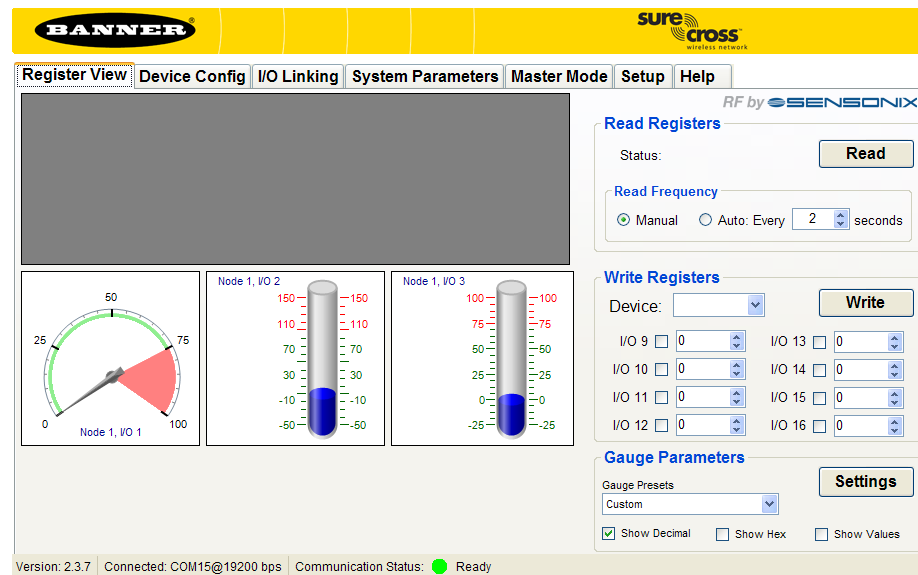 BANNER®
sure cross™
wireless network
Register View Device Config I/O Linking System Parameters Master Mode Setup Help
RF by SENSONIX
Read Registers
Status: Read
Read Frequency
Manual Auto: Every 2 seconds
Node 1, I/O 1
0 25 50 75 100
Node 1, I/O 2
150 150
110 110
70 70
30 30
-10 -10
-50 -50
Node 1, I/O 3
100 100
75 75
50 50
25 25
0 0
-25 -25
Write Registers
Device: Write
I/O 9 0 I/O 13 0
I/O 10 0 I/O 14 0
I/O 11 0 I/O 15 0
I/O 12 0 I/O 16 0
Gauge Parameters
Gauge Presets Settings
Custom
Show Decimal Show Hex Show Values
Version: 2.3.7 Connected: COM15@19200 bps Communication Status: Ready